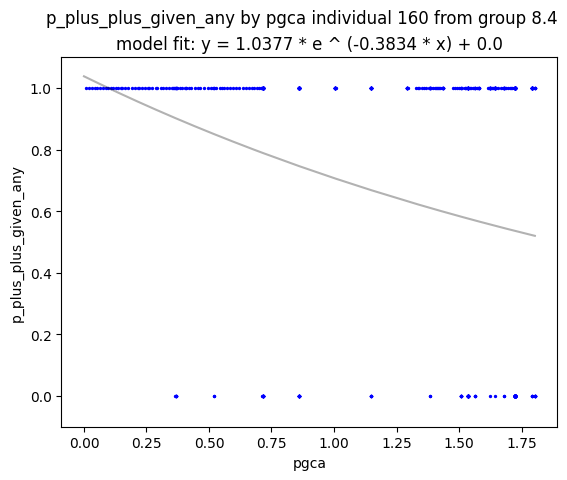 p_plus_plus_given_any by pgca individual 160 from group 8.4
model fit: y = 1.0377 * e ^ (-0.3834 * x) + 0.0
p_plus_plus_given_any
1.0
0.8
0.6
0.4
0.2
0.0
0.00 0.25 0.50 0.75 1.00 1.25 1.50 1.75
pgca